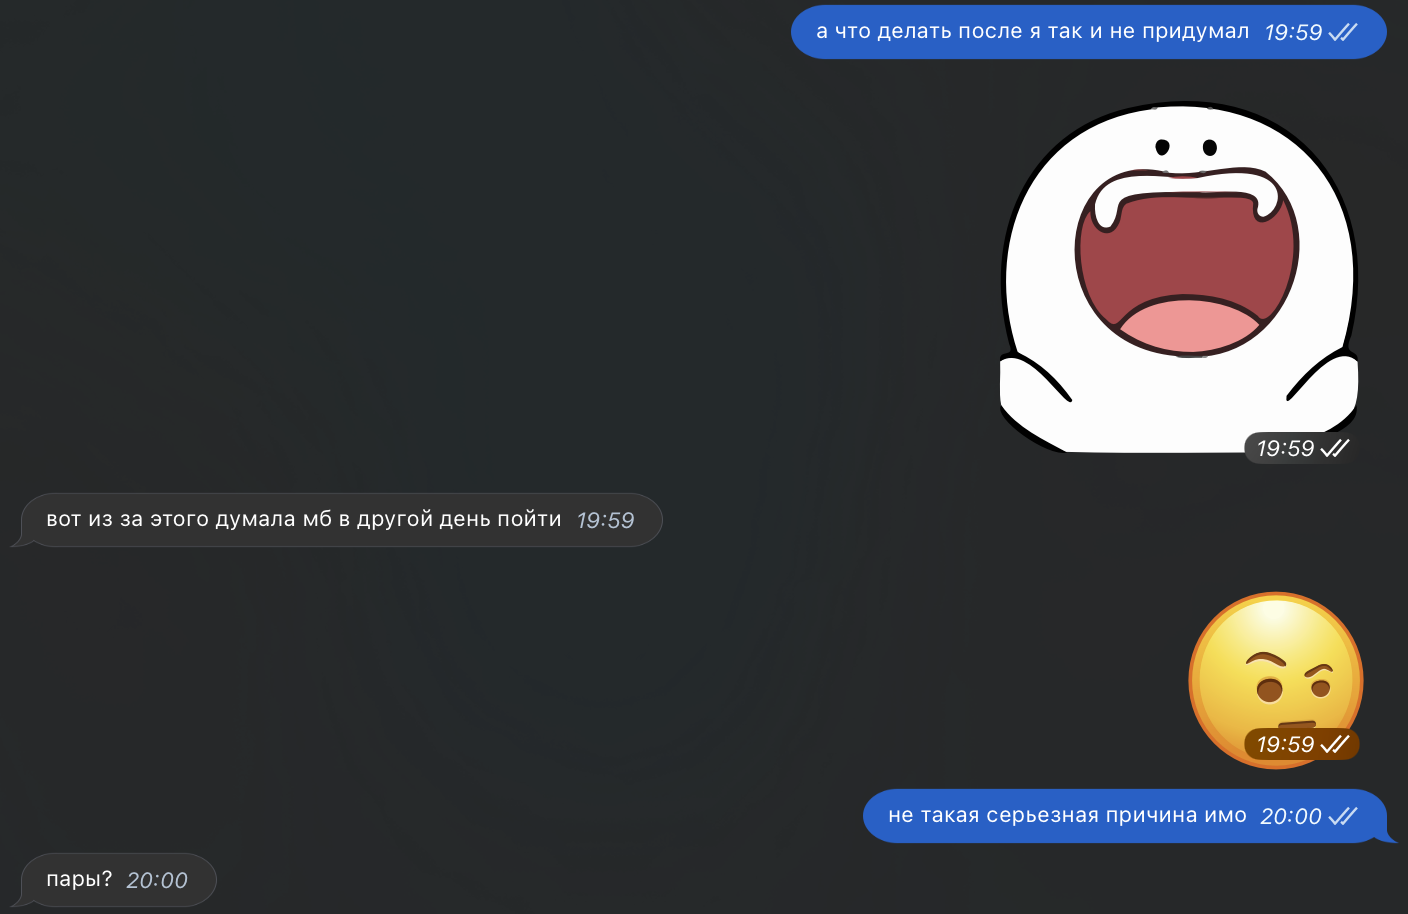 а что делать после я так и не придумал 19:59
19:59
вот из за этого думала мб в другой день пойти 19:59
19:59
не такая серьезная причина имо 20:00
пары? 20:00